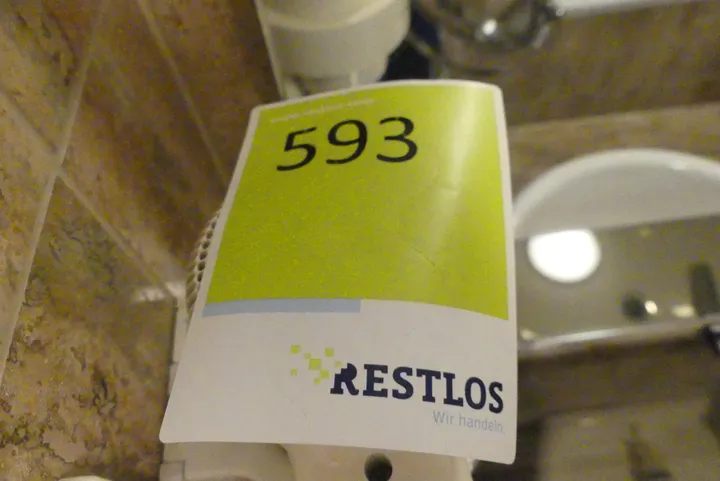 593
RESTLOS
Wir handeln.